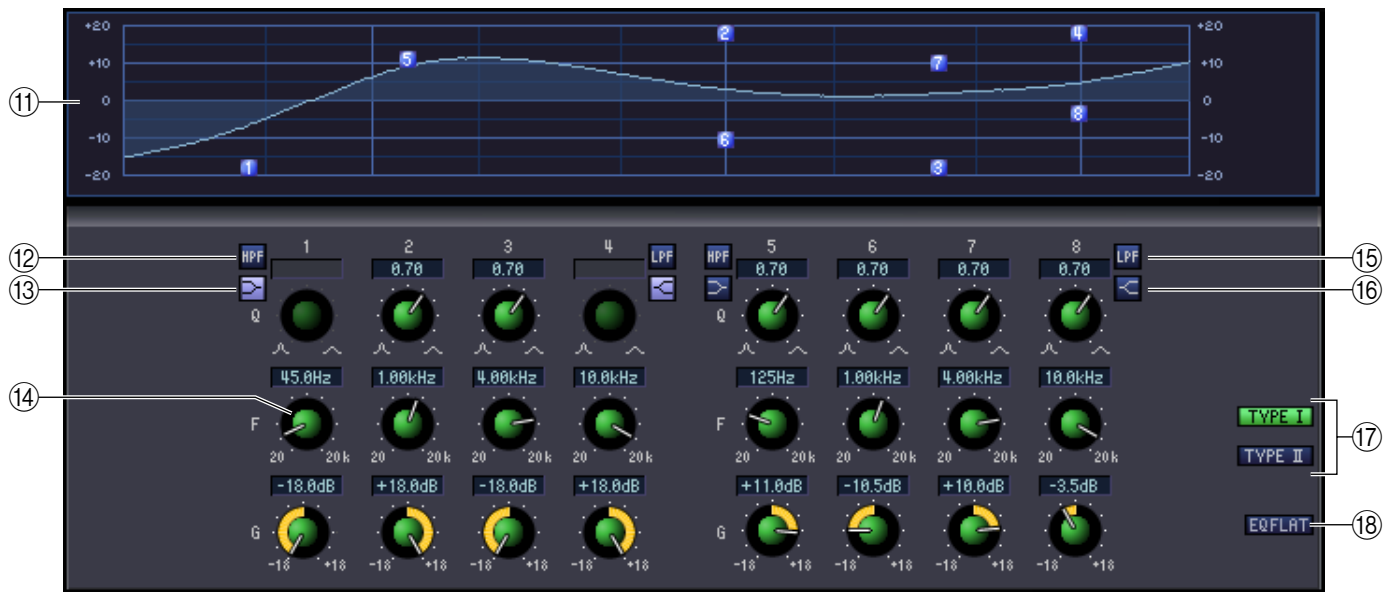 +20 2 4 +20
+10 5 7 +10
⑪ 0 0
-10 6 8 -10
-20 1 3 -20
⑫ HPF 1 2 3 4 LPF HPF 5 6 7 8 LPF ⑮
0.70 0.70 0.70 0.70 0.70 0.70
⑬ ⑯
Q Q
45.0Hz 1.00kHz 4.00kHz 10.0kHz 125Hz 1.00kHz 4.00kHz 10.0kHz
⑭ TYPE I
F F ⑰
20 20k 20 20k 20 20k 20 20k 20 20k 20 20k 20 20k 20 20k TYPE II
-18.0dB +18.0dB -18.0dB +18.0dB +11.0dB -10.5dB +10.0dB -3.5dB
G G EQFLAT ⑱
-18 +18 -18 +18 -18 +18 -18 +18 -18 +18 -18 +18 -18 +18 -18 +18